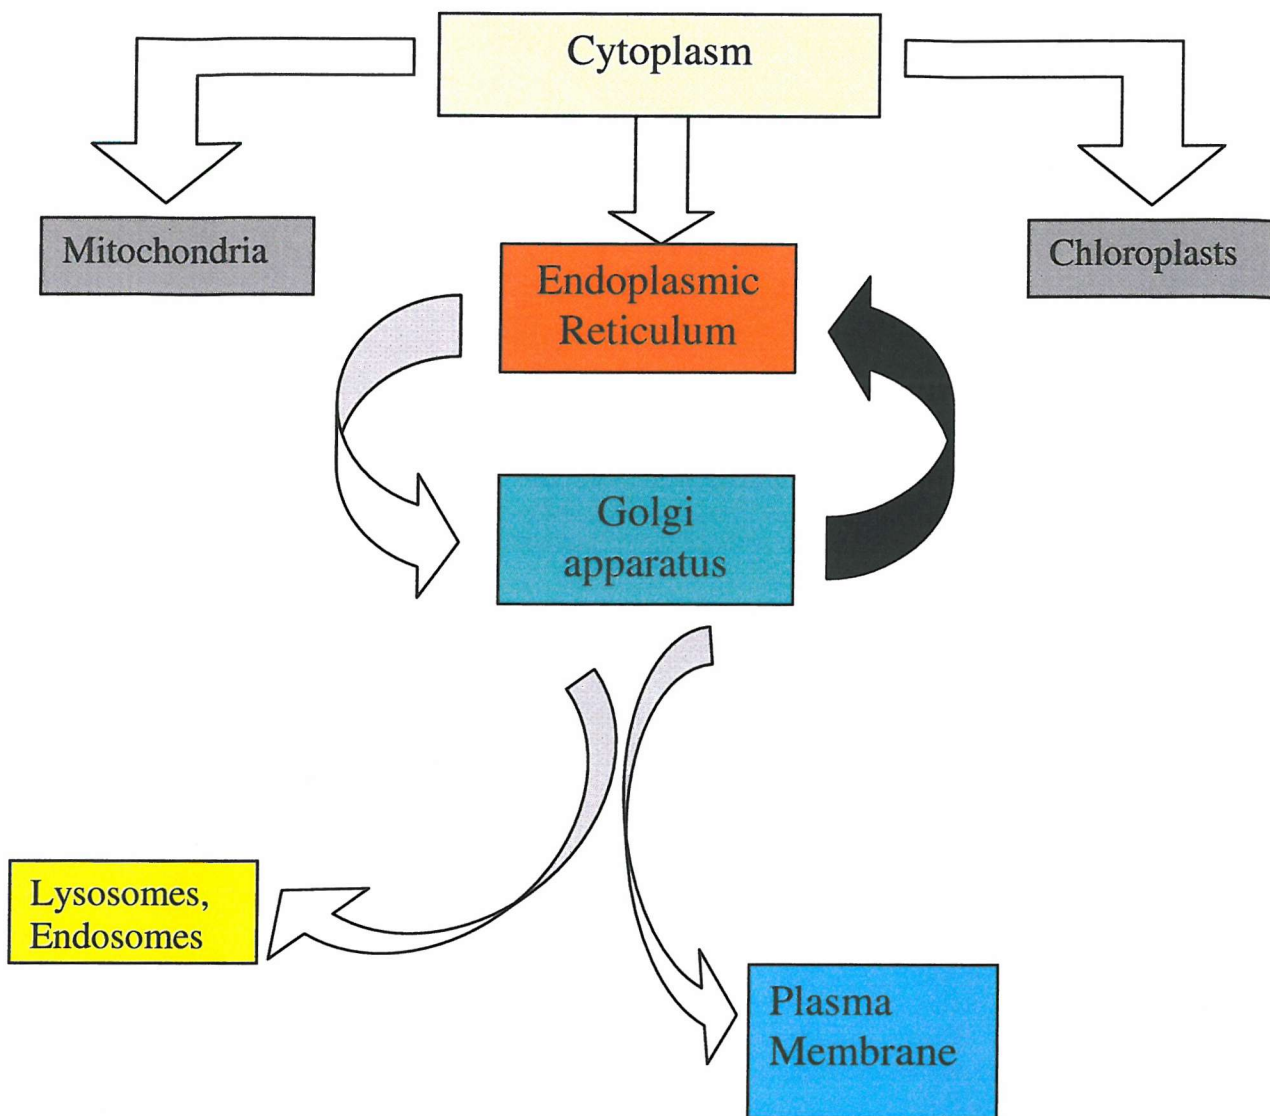 Cytoplasm
Mitochondria
Chloroplasts
Endoplasmic
Reticulum
Golgi
apparatus
Lysosomes,
Endosomes
Plasma
Membrane